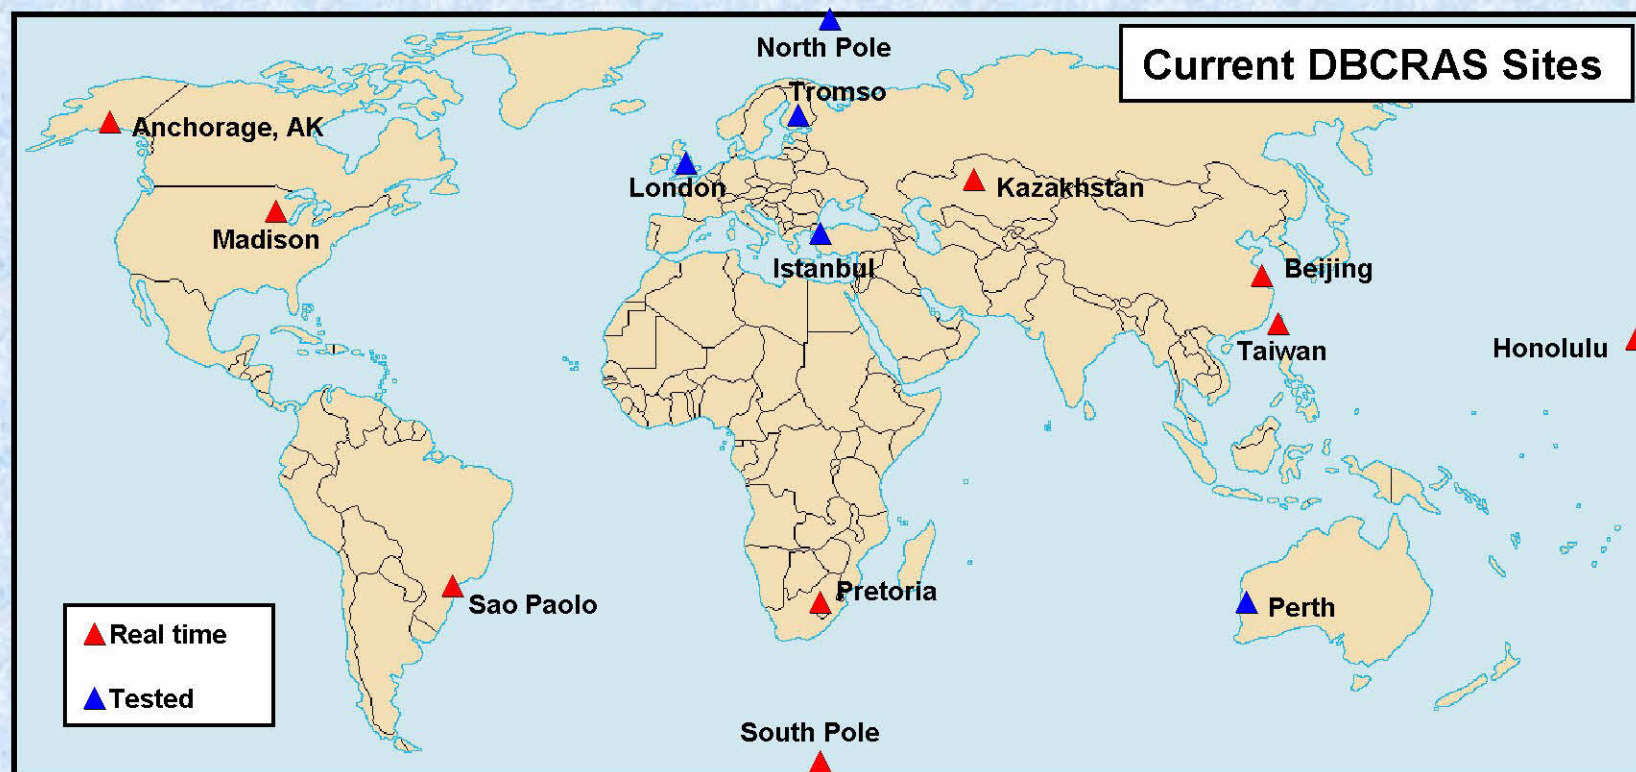 Current DBCRAS Sites
North Pole
Tromso
Anchorage, AK
London
Kazakhstan
Madison
Istanbul
Beijing
Taiwan
Honolulu
Pretoria
Sao Paolo
Perth
Real time
Tested
South Pole